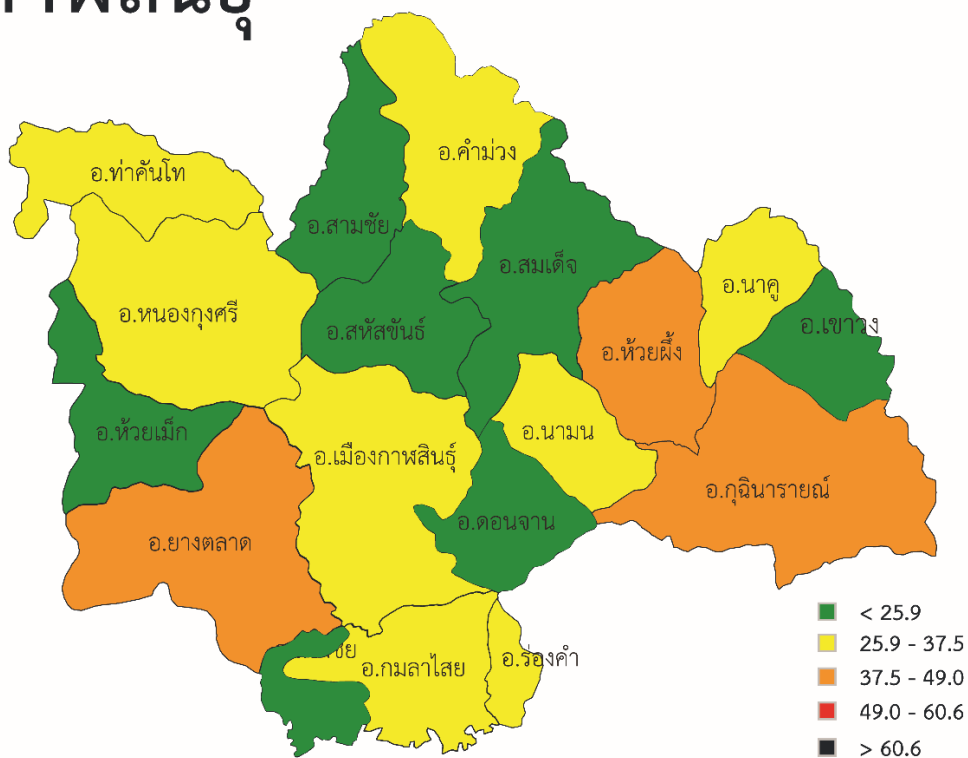 อ.คำม่วง
อ.ท่าคันโท
อ.สามชัย
อ.สมเด็จ
อ.นาคู
อ.หนองกุงศรี
อ.สหัสขันธ์
อ.เขาวง
อ.ห้วยผึ้ง
อ.ห้วยเม็ก
อ.นามน
อ.เมืองกาฬสินธุ์
อ.กุฉินารายณ์
อ.ดอนจาน
อ.ยางตลาด
อ.กมลาไสย
อ.ร่องคำ
< 25.9
25.9 - 37.5
37.5 - 49.0
49.0 - 60.6
> 60.6